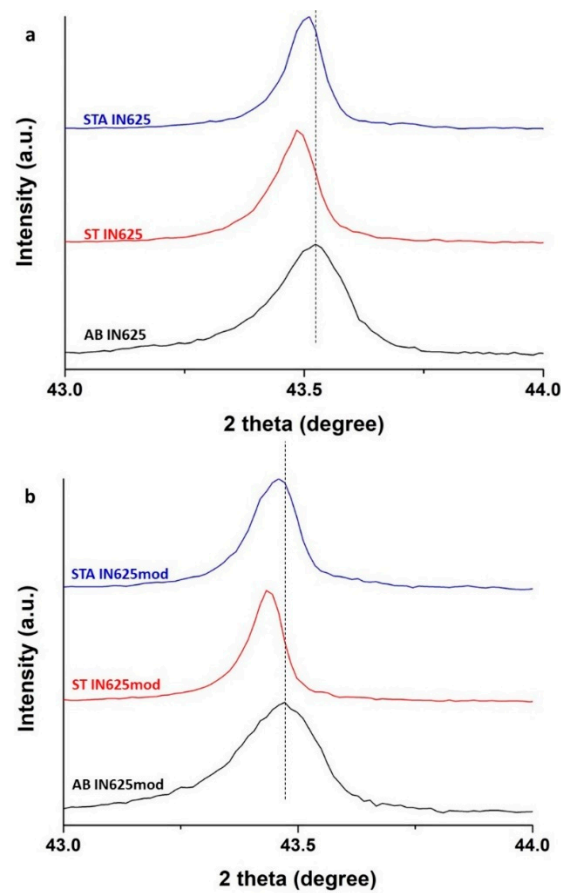 a
STA IN625
ST IN625
AB IN625
Intensity (a.u.)
43.0 43.5 44.0
2 theta (degree)
b
STA IN625mod
ST IN625mod
AB IN625mod
Intensity (a.u.)
43.0 43.5 44.0
2 theta (degree)